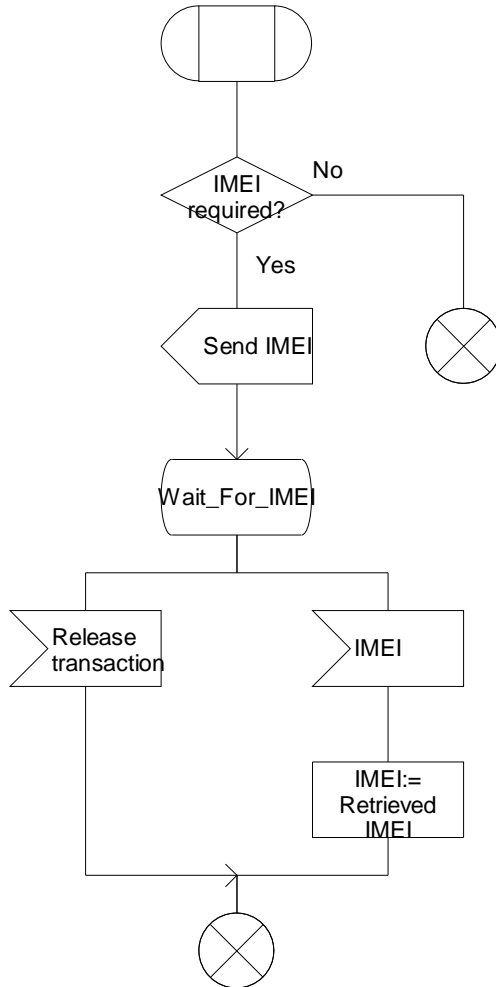 No
IMEI
required?
Yes
Send IMEI
Wait_For_IMEI
Release
transaction
IMEI
IMEI:=
Retrieved
IMEI